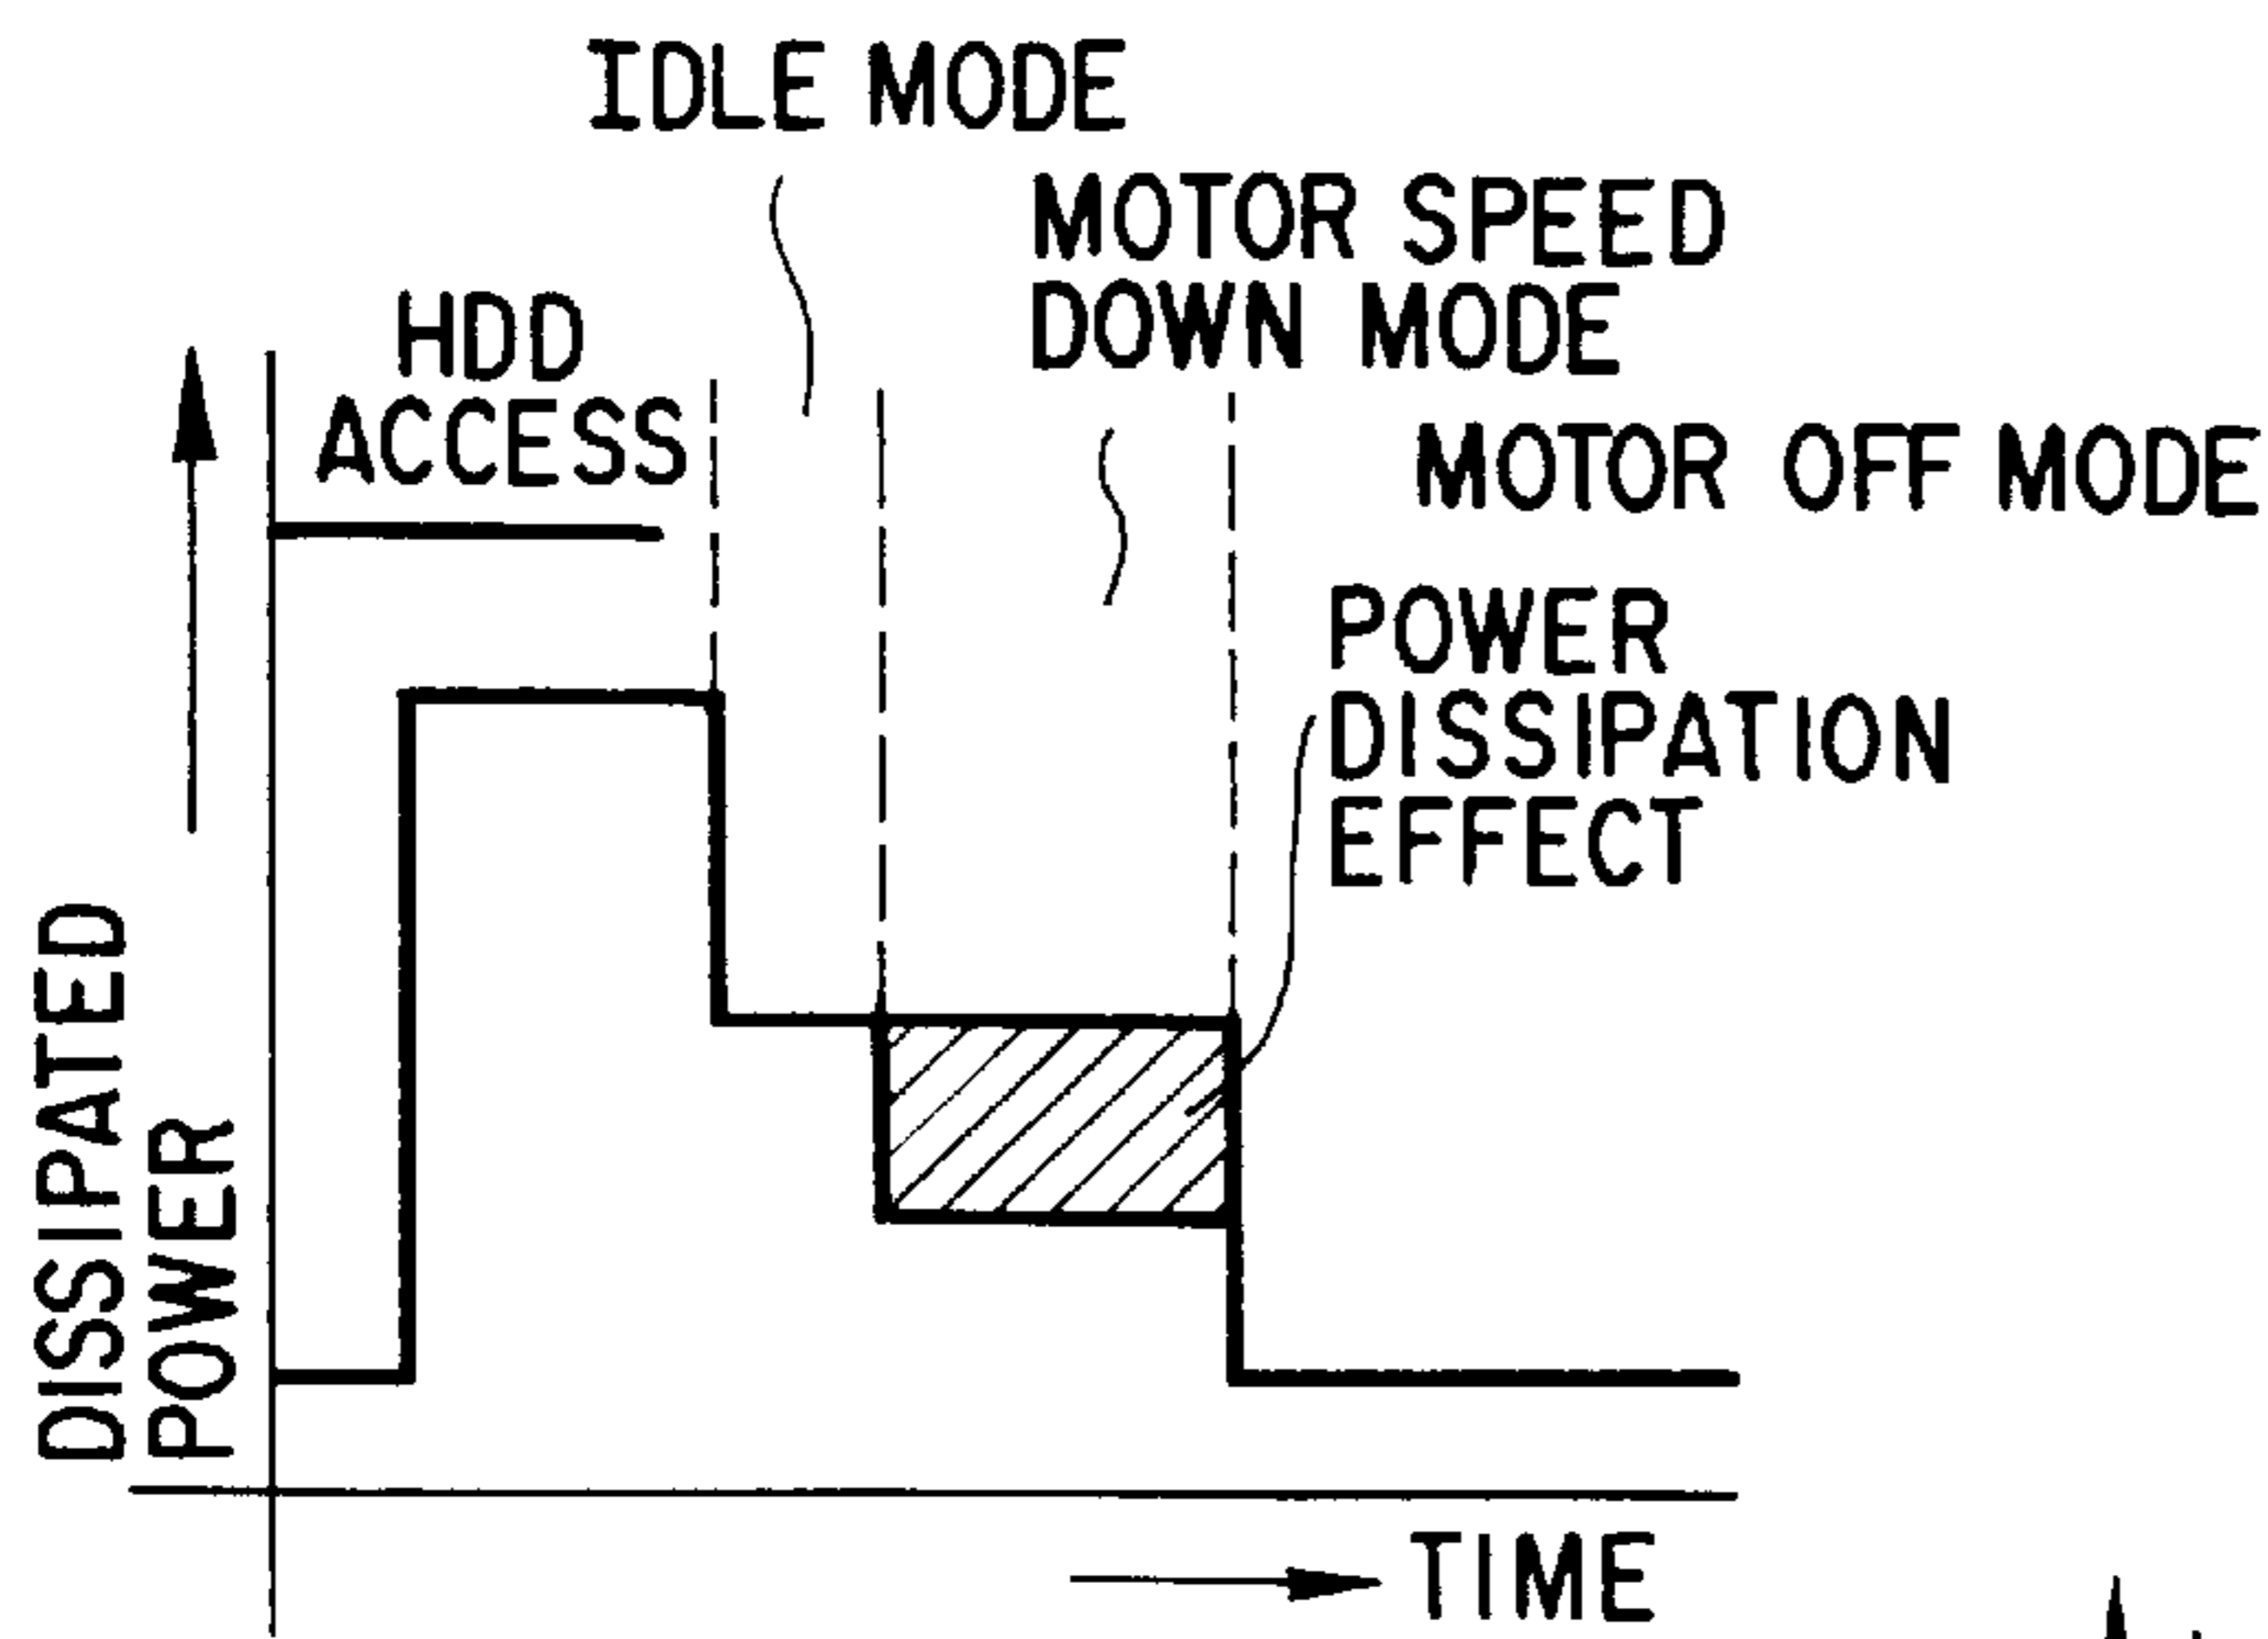 IDLE MODE
MOTOR SPEED
DOWN MODE
HDD
ACCESS
MOTOR OFF MODE
POWER
DISSIPATION
EFFECT
DISSIPATED
POWER
TIME